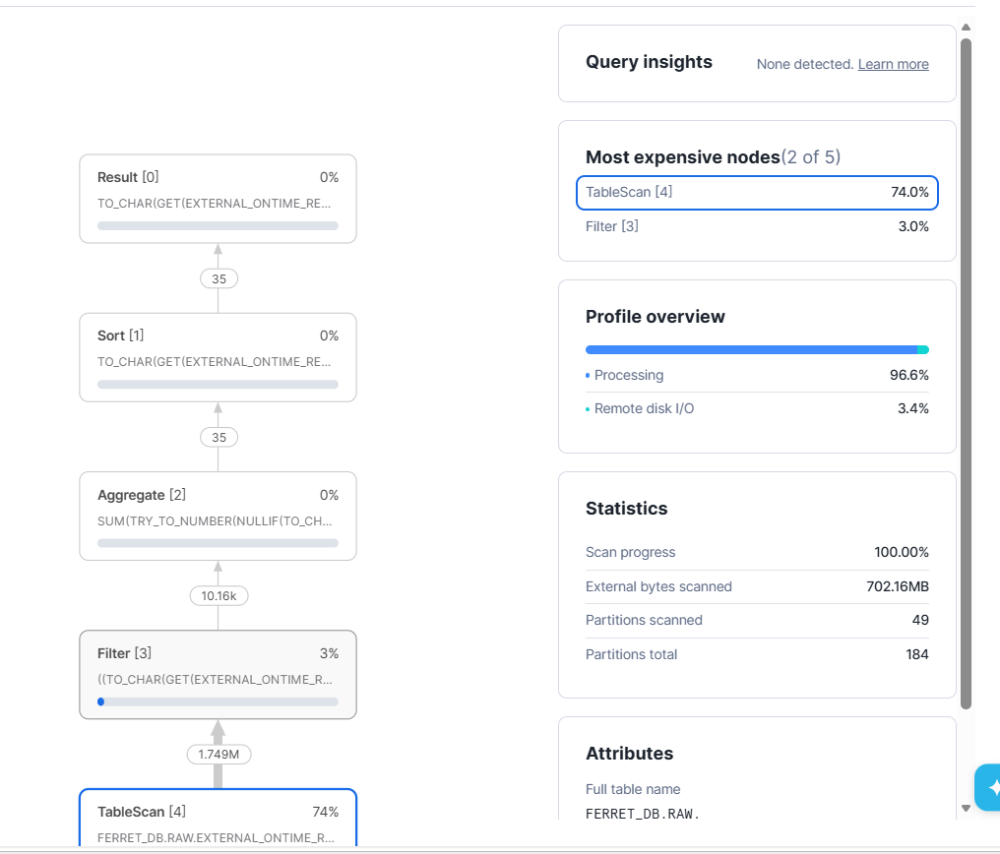 Result [0] 0%
TO_CHAR(GET(EXTERNAL_ONTIME_RE...
35
Sort [1] 0%
TO_CHAR(GET(EXTERNAL_ONTIME_RE...
35
Aggregate [2] 0%
SUM(TRY_TO_NUMBER(NULLIF(TO_CH...
10.16k
Filter [3] 3%
((TO_CHAR(GET(EXTERNAL_ONTIME_R...
1.749M
TableScan [4] 74%
FERRET_DB.RAW.EXTERNAL_ONTIME_R...
Query insights None detected. Learn more
Most expensive nodes(2 of 5)
TableScan [4] 74.0%
Filter [3] 3.0%
Profile overview
Processing 96.6%
Remote disk I/O 3.4%
Statistics
Scan progress 100.00%
External bytes scanned 702.16MB
Partitions scanned 49
Partitions total 184
Attributes
Full table name
FERRET_DB.RAW.